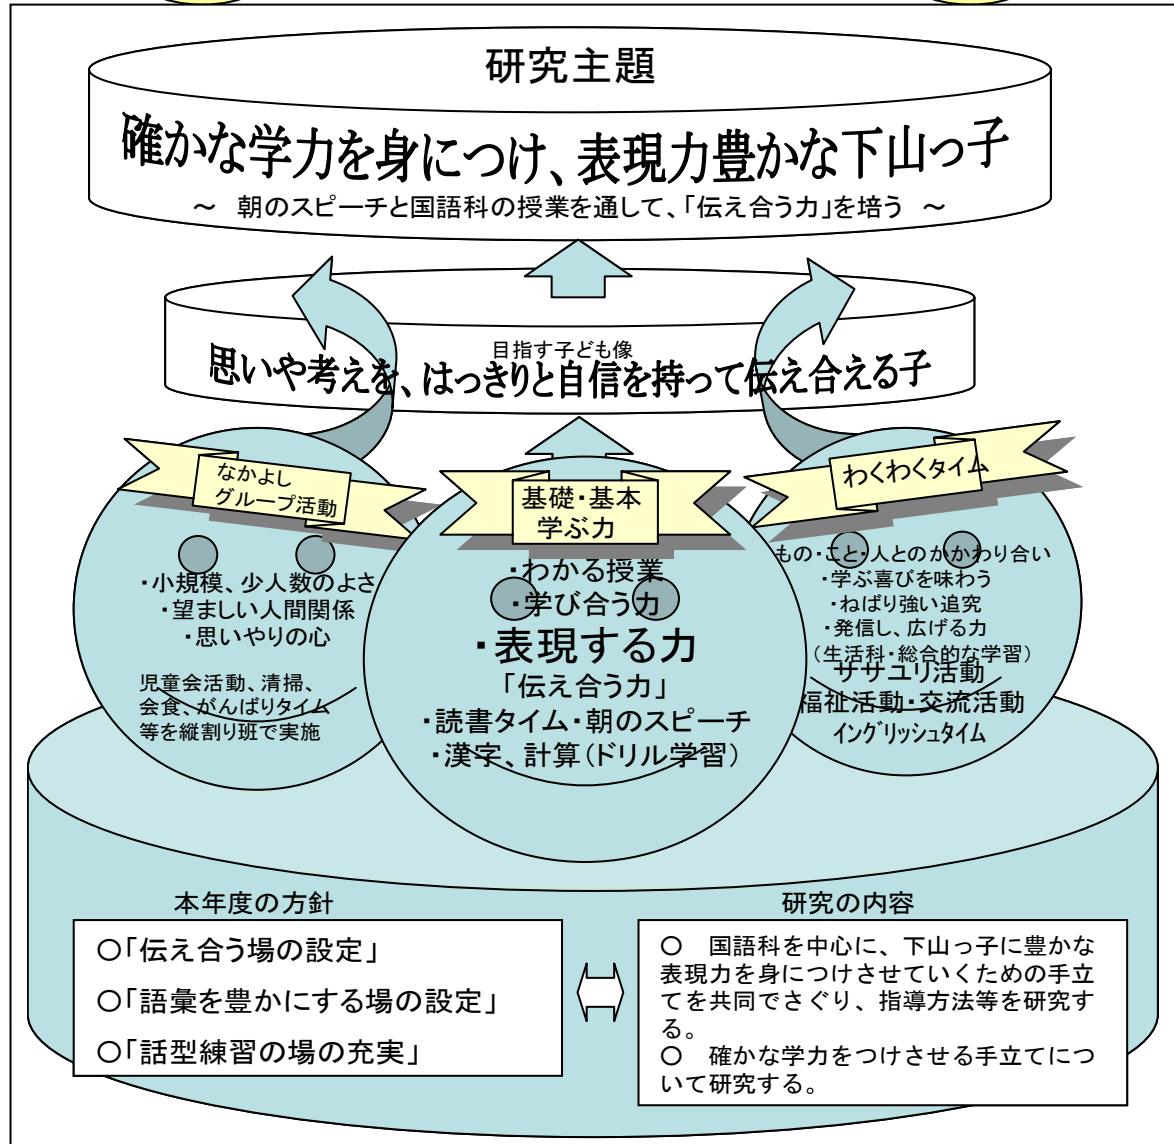 研究主題
確かな学力を身につけ、表現力豊かな下山っ子
～　朝のスピーチと国語科の授業を通して、「伝え合う力」を培う　～
目指す子ども像
思いや考えを、はっきりと自信を持って伝え合える子
なかよし
グループ活動
・小規模、少人数のよさ
・望ましい人間関係
・思いやりの心
児童会活動、清掃、
会食、がんばりタイム
等を縦割り班で実施
基礎・基本
学ぶ力
・わかる授業
・学び合う力
・表現する力
「伝え合う力」
・読書タイム・朝のスピーチ
・漢字、計算（ドリル学習）
わくわくタイム
もの・こと・人とのかかわり合い
・学ぶ喜びを味わう
・ねばり強い追究
・発信し、広げる力
（生活科・総合的な学習）
ササユリ活動
福祉活動・交流活動
イングリッシュタイム
本年度の方針
○「伝え合う場の設定」
○「語彙を豊かにする場の設定」
○「話型練習の場の充実」
研究の内容
○　国語科を中心に、下山っ子に豊かな
表現力を身につけさせていくための手立
てを共同でさぐり、指導方法等を研究す
る。
○　確かな学力をつけさせる手立てにつ
いて研究する。